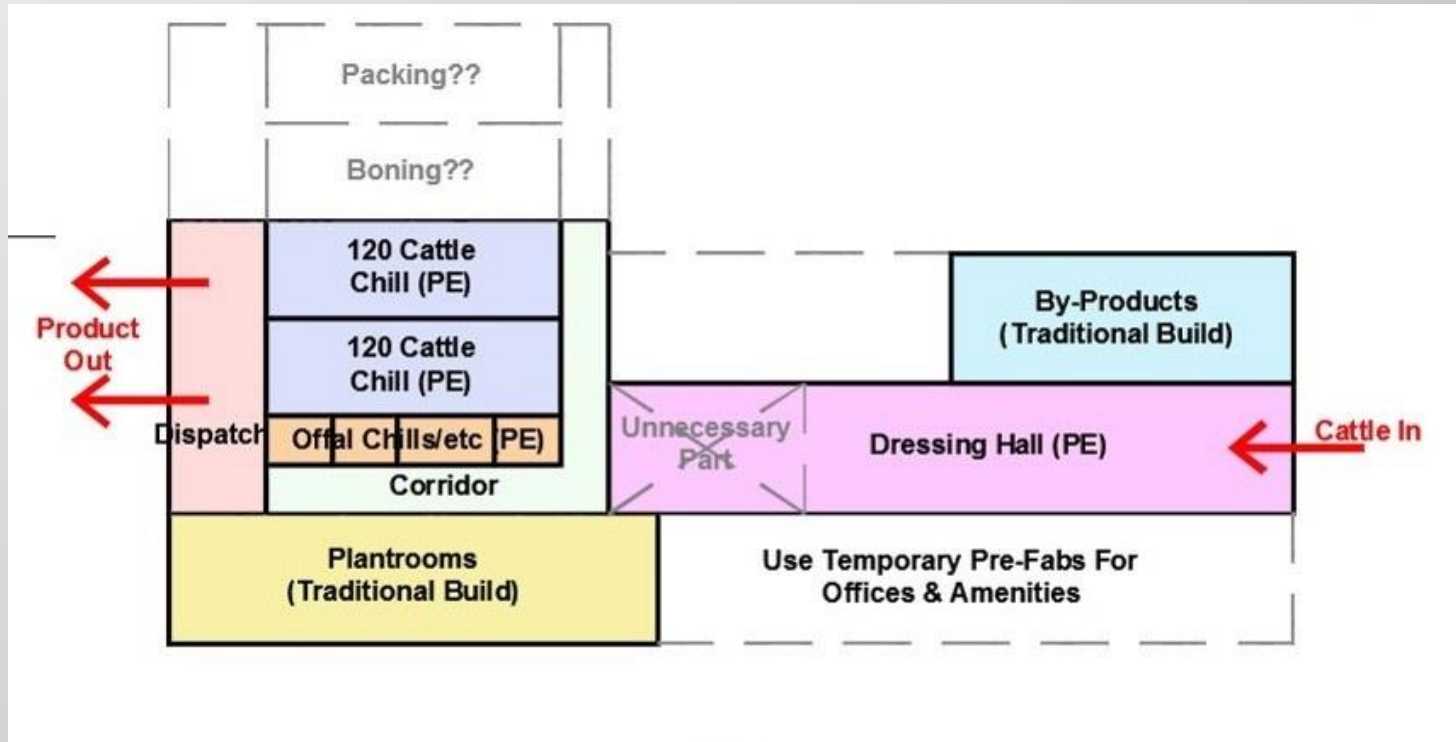 Packing??
Boning??
120 Cattle
Chill (PE)
120 Cattle
Chill (PE)
Product
Out
Dispatch
Offal Chills/etc (PE)
Corridor
By-Products
(Traditional Build)
Unnecessary
Part
Dressing Hall (PE)
Cattle In
Plantrooms
(Traditional Build)
Use Temporary Pre-Fabs For
Offices & Amenities